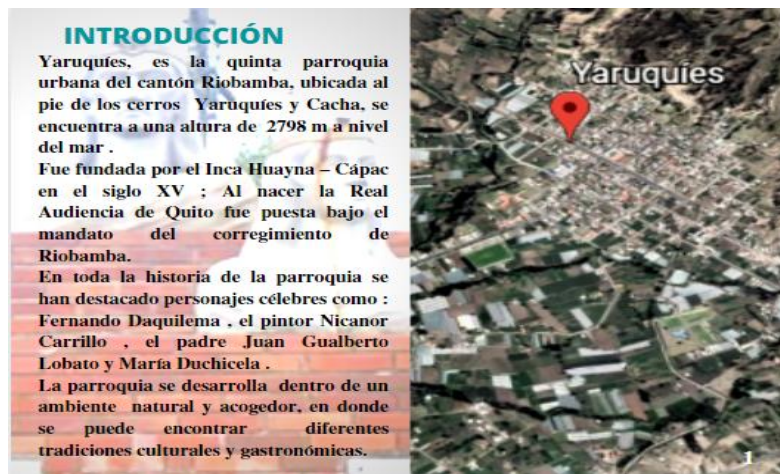 INTRODUCCIÓN
Yaruquíes, es la quinta parroquia
urbana del cantón Riobamba, ubicada al
pie de los cerros Yaruquíes y Cacha, se
encuentra a una altura de 2798 m a nivel
del mar .
Fue fundada por el Inca Huayna – Cápac
en el siglo XV ; Al nacer la Real
Audiencia de Quito fue puesta bajo el
mandato del corregimiento de
Riobamba.
En toda la historia de la parroquia se
han destacado personajes célebres como :
Fernando Daquilema , el pintor Nicanor
Carrillo , el padre Juan Gualberto
Lobato y María Duchicela .
La parroquia se desarrolla dentro de un
ambiente natural y acogedor, en donde
se puede encontrar diferentes
tradiciones culturales y gastronómicas.
Yaruquíes
1